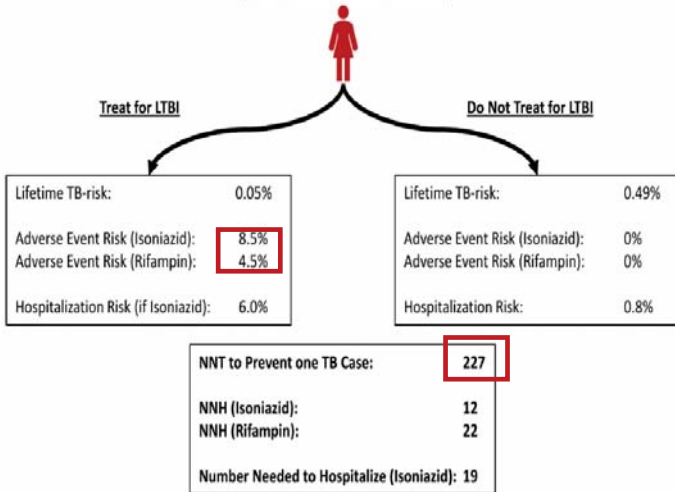 Treat for LTBI
Do Not Treat for LTBI
Lifetime TB-risk: 0.05%
Adverse Event Risk (Isoniazid): 8.5%
Adverse Event Risk (Rifampin): 4.5%
Hospitalization Risk (if Isoniazid): 6.0%
Lifetime TB-risk: 0.49%
Adverse Event Risk (Isoniazid): 0%
Adverse Event Risk (Rifampin): 0%
Hospitalization Risk: 0.8%
NNT to Prevent one TB Case: 227
NNH (Isoniazid): 12
NNH (Rifampin): 22
Number Needed to Hospitalize (Isoniazid): 19